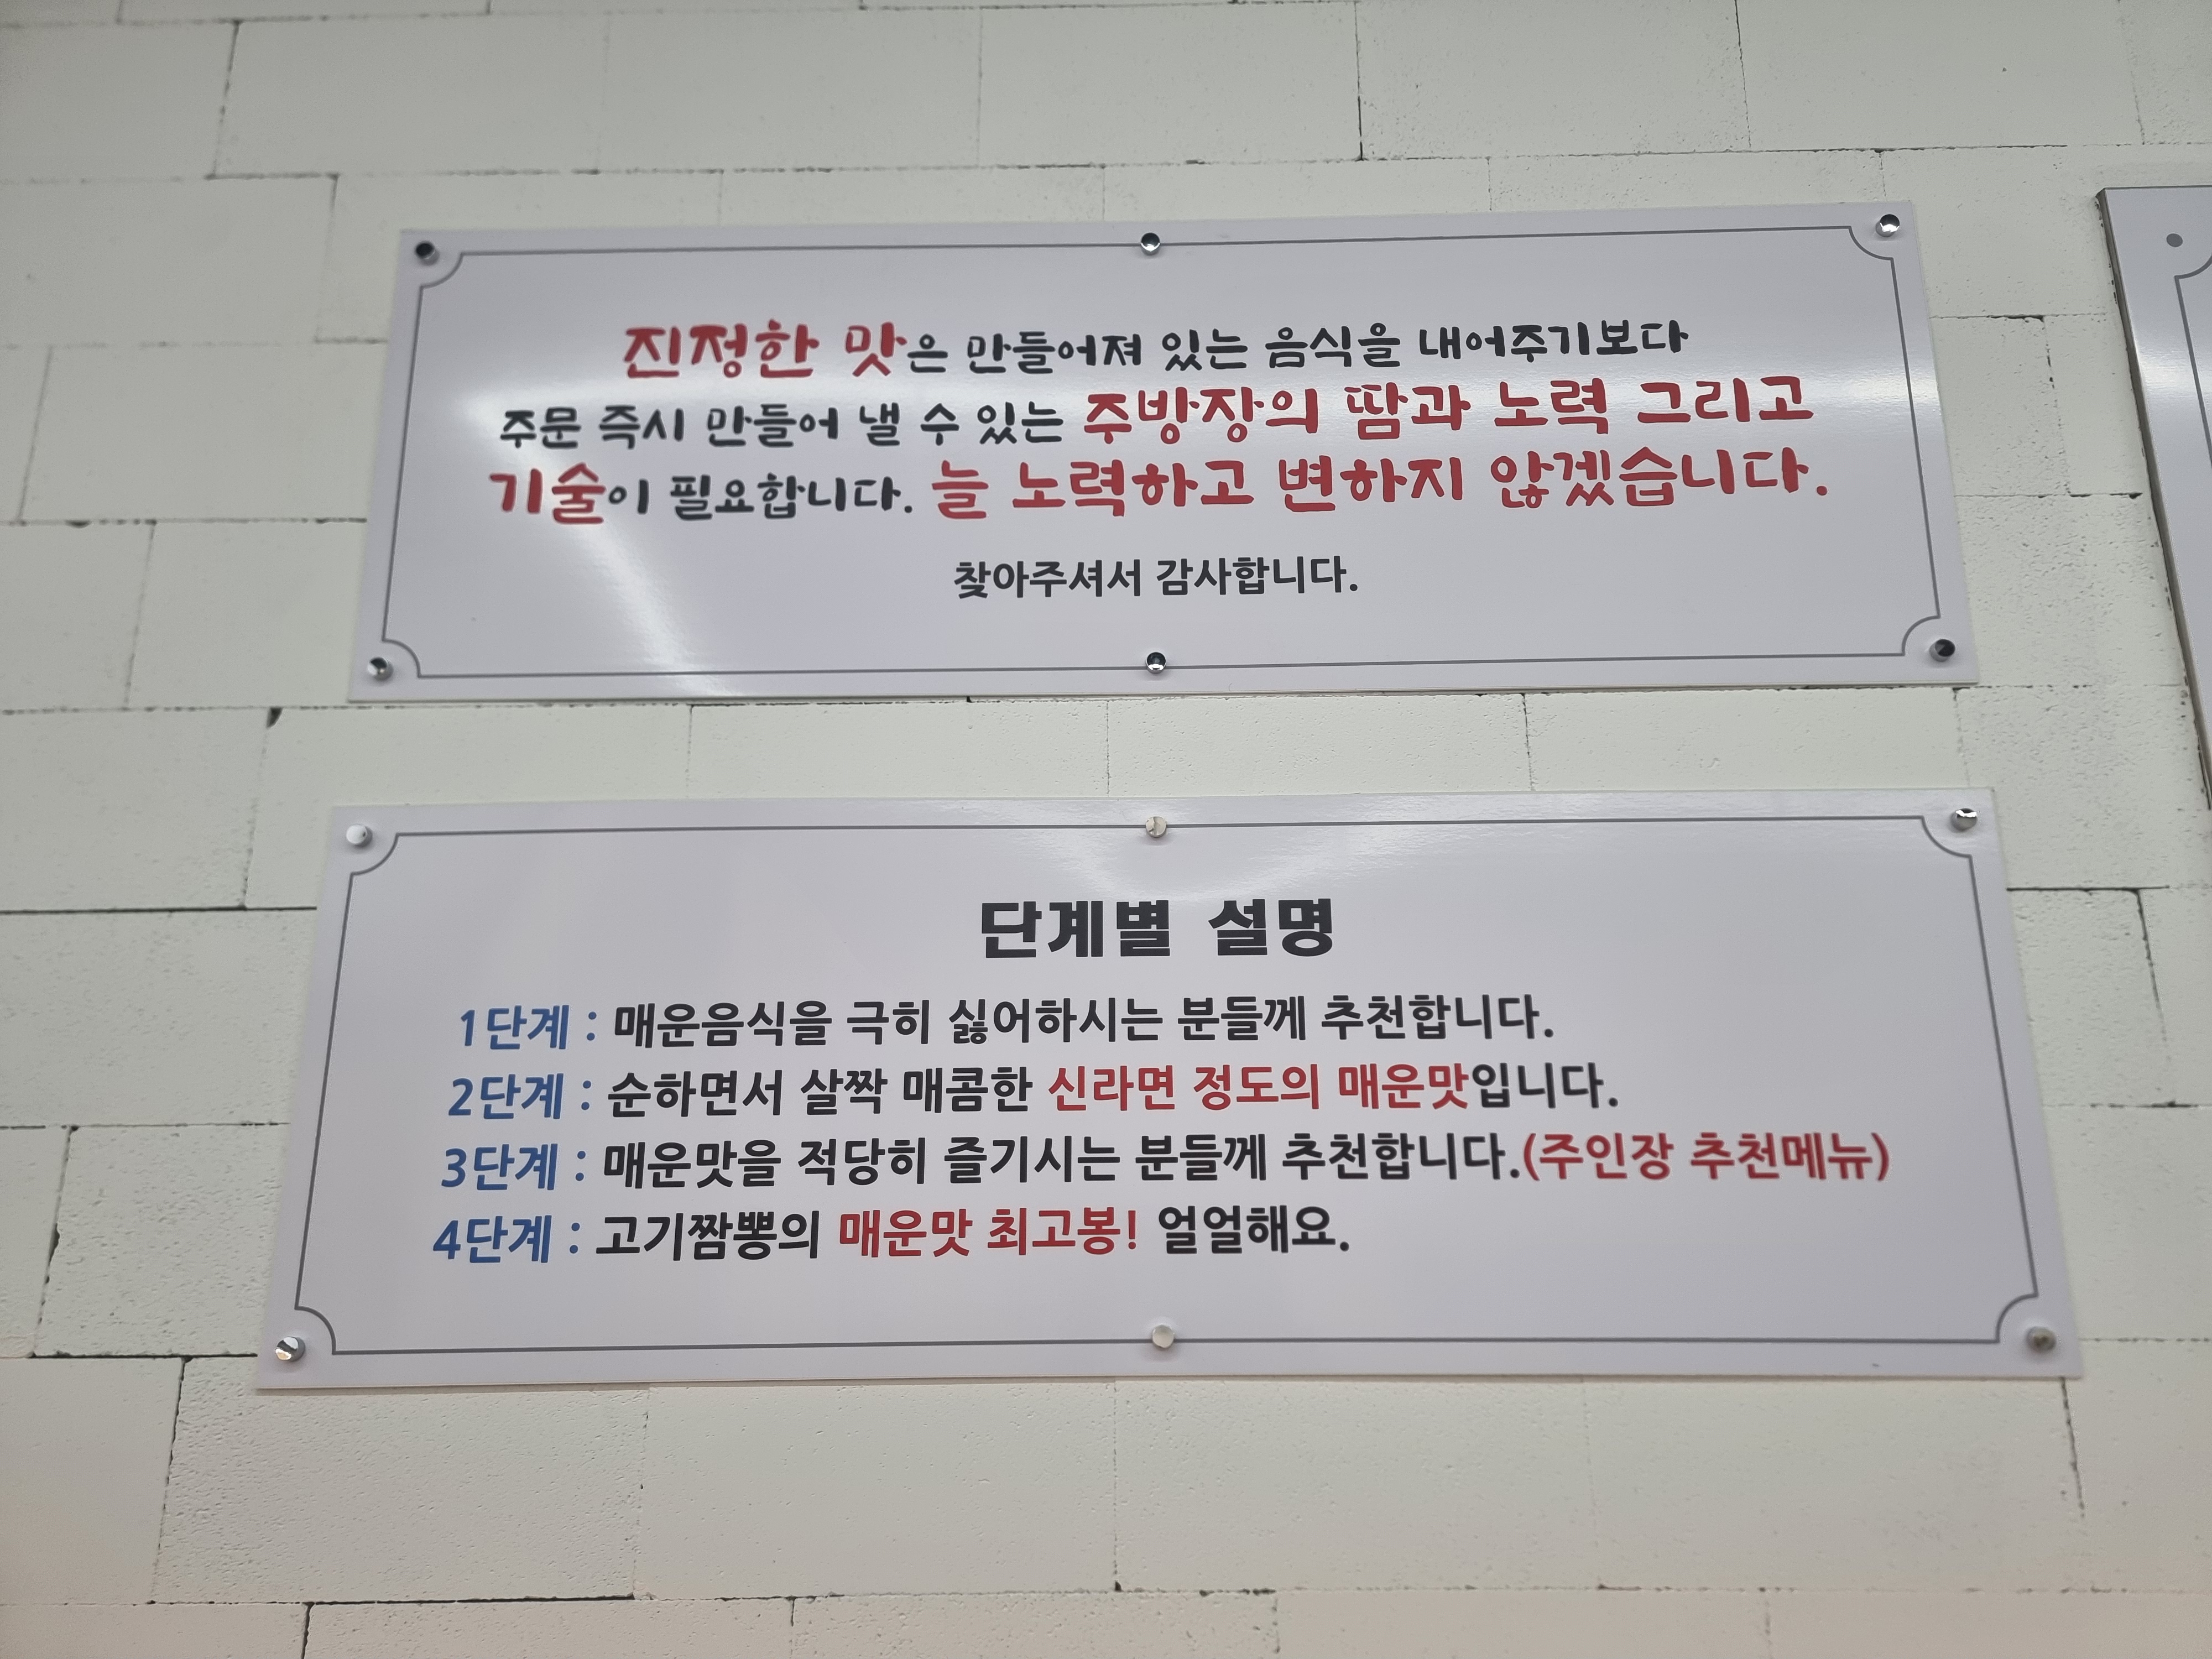 진정한 맛은 만들어져 있는 음식을 내어주기보다
주문 즉시 만들어 낼 수 있는 주방장의 땀과 노력 그리고
기술이 필요합니다. 늘 노력하고 변하지 않겠습니다.
찾아주셔서 감사합니다.
단계별 설명
1단계 : 매운음식을 극히 싫어하시는 분들께 추천합니다.
2단계 : 순하면서 살짝 매콤한 신라면 정도의 매운맛입니다.
3단계 : 매운맛을 적당히 즐기시는 분들께 추천합니다.(주인장 추천메뉴)
4단계 : 고기짬뽕의 매운맛 최고봉! 얼얼해요.